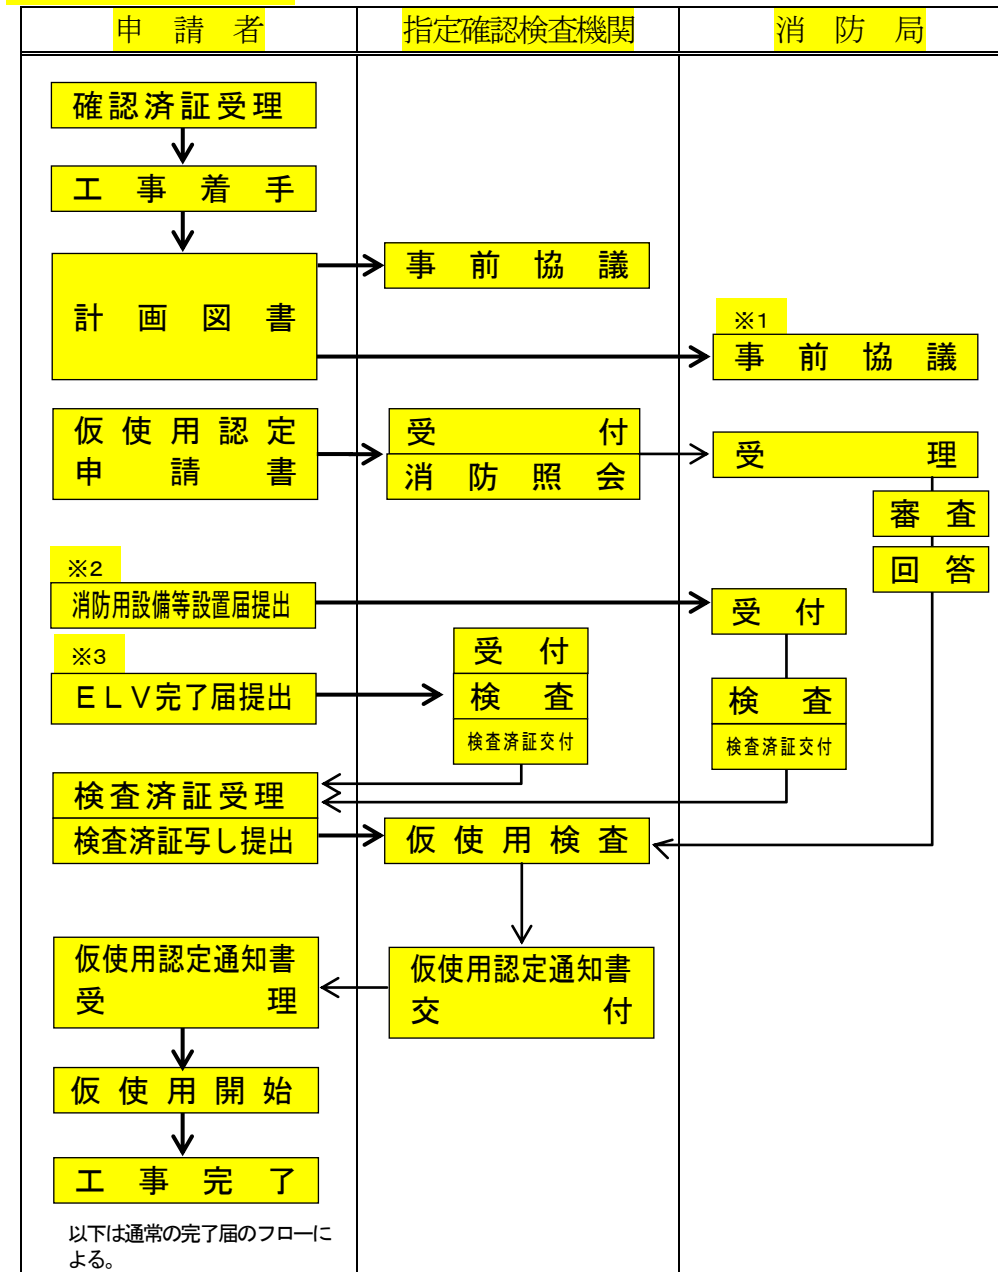 申請者
指定確認検査機関
消防局
確認済証受理
工事着手
計画図書
事前協議
※1
事前協議
仮使用認定
申請書
受付
消防照会
受理
審査
回答
※2
消防用設備等設置届提出
受付
※3
ELV完了届提出
受付
検査
検査済証交付
検査
検査済証交付
検査済証受理
検査済証写し提出
仮使用検査
仮使用認定通知書
受理
仮使用認定通知書
交付
仮使用開始
工事完了
以下は通常の完了届のフローに
よる。